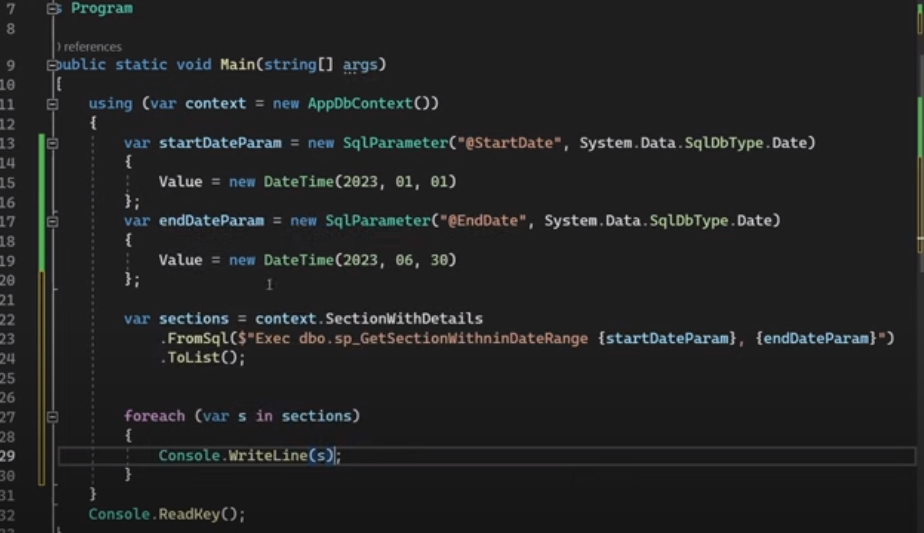 7 s Program
8
) references
9 public static void Main(string[] args)
10 {
11 using (var context = new AppDbContext())
12 {
13 var startDateParam = new SqlParameter("@StartDate", System.Data.SqlDbType.Date)
14 {
15 Value = new DateTime(2023, 01, 01)
16 };
17 var endDateParam = new SqlParameter("@EndDate", System.Data.SqlDbType.Date)
18 {
19 Value = new DateTime(2023, 06, 30)
20 };
21
22 var sections = context.SectionWithDetails
23 .FromSql($"Exec dbo.sp_GetSectionWithninDateRange {startDateParam}, {endDateParam}")
24 .ToList();
25
26
27 foreach (var s in sections)
28 {
29 Console.WriteLine(s);
30 }
31 }
32 Console.ReadKey();